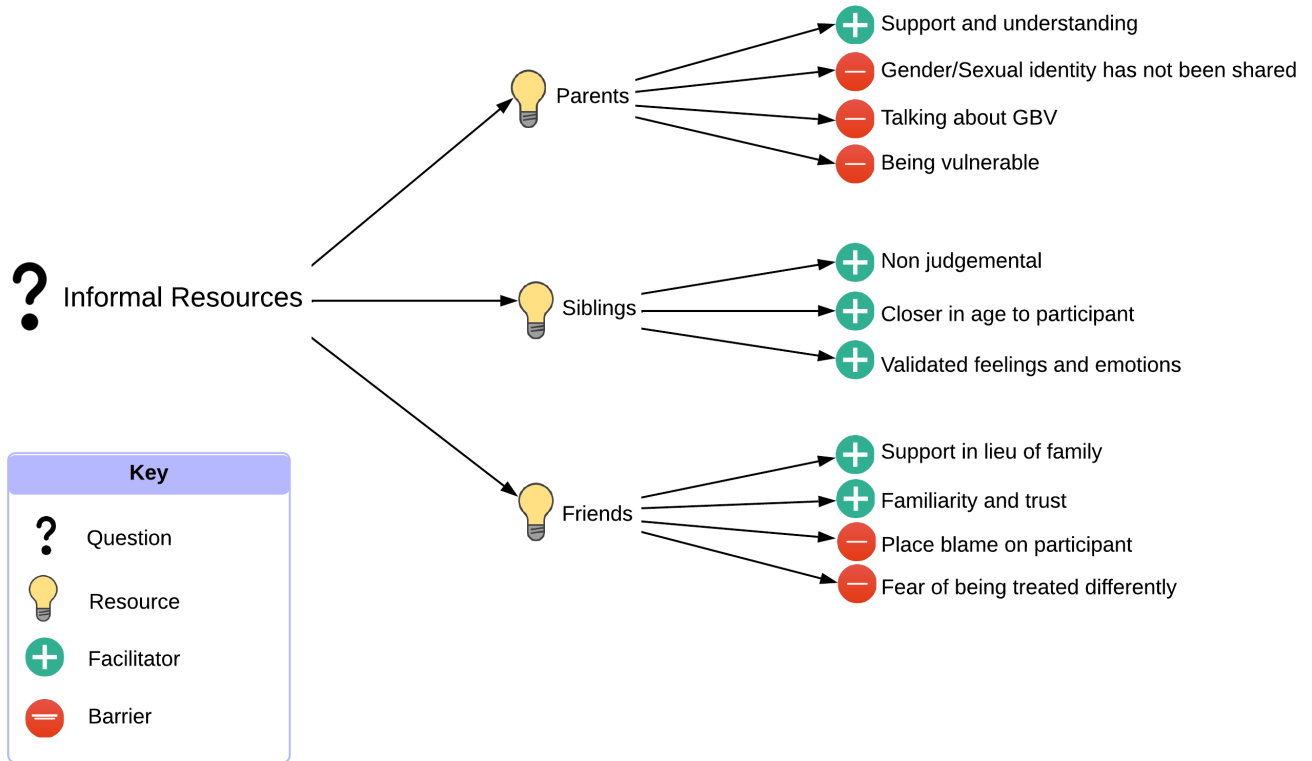 Informal Resources
Parents
Support and understanding
Gender/Sexual identity has not been shared
Talking about GBV
Being vulnerable
Siblings
Non judgemental
Closer in age to participant
Validated feelings and emotions
Friends
Support in lieu of family
Familiarity and trust
Place blame on participant
Fear of being treated differently
Key
Question
Resource
Facilitator
Barrier